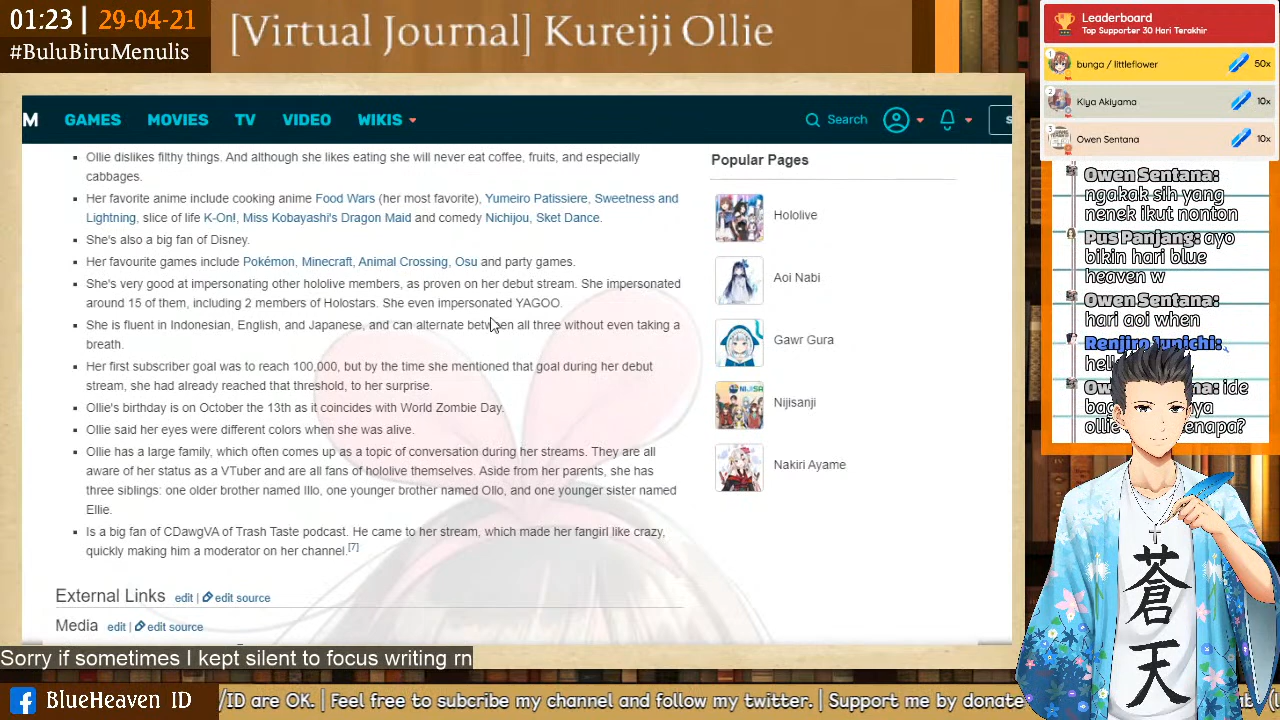 01:23 | 29-04-21
#BuluBiruMenulis
[Virtual Journal] Kureiji Ollie
Leaderboard
Top Supporter 30 Hari Terakhir
1 bunga / littleflower 50x
2 Kiya Akiyama 10x
3 Owen Sentana 10x
M GAMES MOVIES TV VIDEO WIKIS Search S
Ollie dislikes filthy things. And although she likes eating she will never eat coffee, fruits, and especially
cabbages.
Her favorite anime include cooking anime Food Wars (her most favorite), Yumeiro Patissiere, Sweetness and
Lightning, slice of life K-On!, Miss Kobayashi's Dragon Maid and comedy Nichijou, Sket Dance.
She's also a big fan of Disney.
Her favourite games include Pokémon, Minecraft, Animal Crossing, Osu and party games.
She's very good at impersonating other hololive members, as proven on her debut stream. She impersonated
around 15 of them, including 2 members of Holostars. She even impersonated YAGOO.
She is fluent in Indonesian, English, and Japanese, and can alternate between all three without even taking a
breath.
Her first subscriber goal was to reach 100,000, but by the time she mentioned that goal during her debut
stream, she had already reached that threshold, to her surprise.
Ollie's birthday is on October the 13th as it coincides with World Zombie Day.
Ollie said her eyes were different colors when she was alive.
Ollie has a large family, which often comes up as a topic of conversation during her streams. They are all
aware of her status as a VTuber and are all fans of hololive themselves. Aside from her parents, she has
three siblings: one older brother named Illo, one younger brother named Ollo, and one younger sister named
Ellie.
Is a big fan of CDawgVA of Trash Taste podcast. He came to her stream, which made her fangirl like crazy,
quickly making him a moderator on her channel.[7]
External Links edit | edit source
Media edit | edit source
Popular Pages
Hololive
Aoi Nabi
Gawr Gura
NIJISA
Nijisanji
Nakiri Ayame
Owen Sentana:
ngakak sih yang
nenek ikut nonton
Pus Panjang: ayo
bikin hari blue
heaven w
Owen Sentana:
hari aoi when
Renjiro Junichi:
蒼天
Sorry if sometimes I kept silent to focus writing rn
BlueHeaven ID
/ID are OK. | Feel free to subcribe my channel and follow my twitter. | Support me by donate